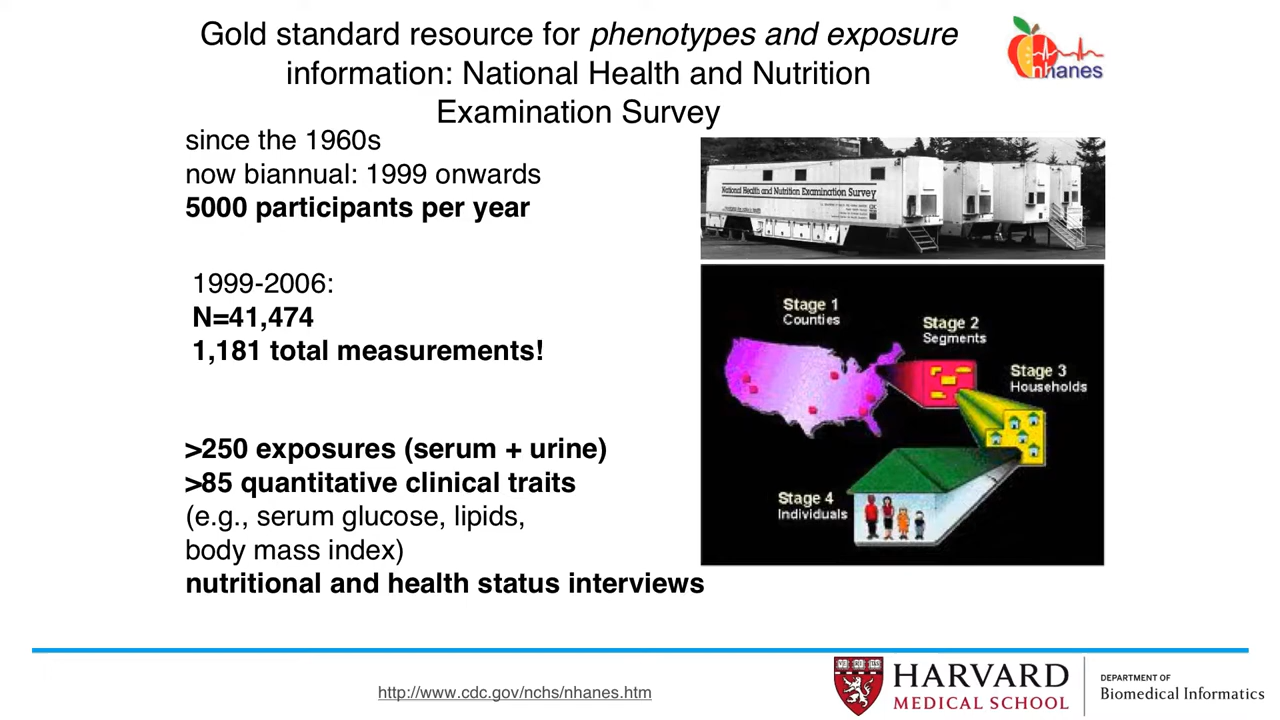 Gold standard resource for phenotypes and exposure
information: National Health and Nutrition
Examination Survey
nhanes
since the 1960s
now biannual: 1999 onwards
5000 participants per year
1999-2006:
N=41,474
1,181 total measurements!
>250 exposures (serum + urine)
>85 quantitative clinical traits
(e.g., serum glucose, lipids,
body mass index)
nutritional and health status interviews
National Health and Nutrition Examination Survey
Stage 1
Counties
Stage 2
Segments
Stage 3
Households
Stage 4
Individuals
http://www.cdc.gov/nchs/nhanes.htm
HARVARD
MEDICAL SCHOOL
DEPARTMENT OF
Biomedical Informatics